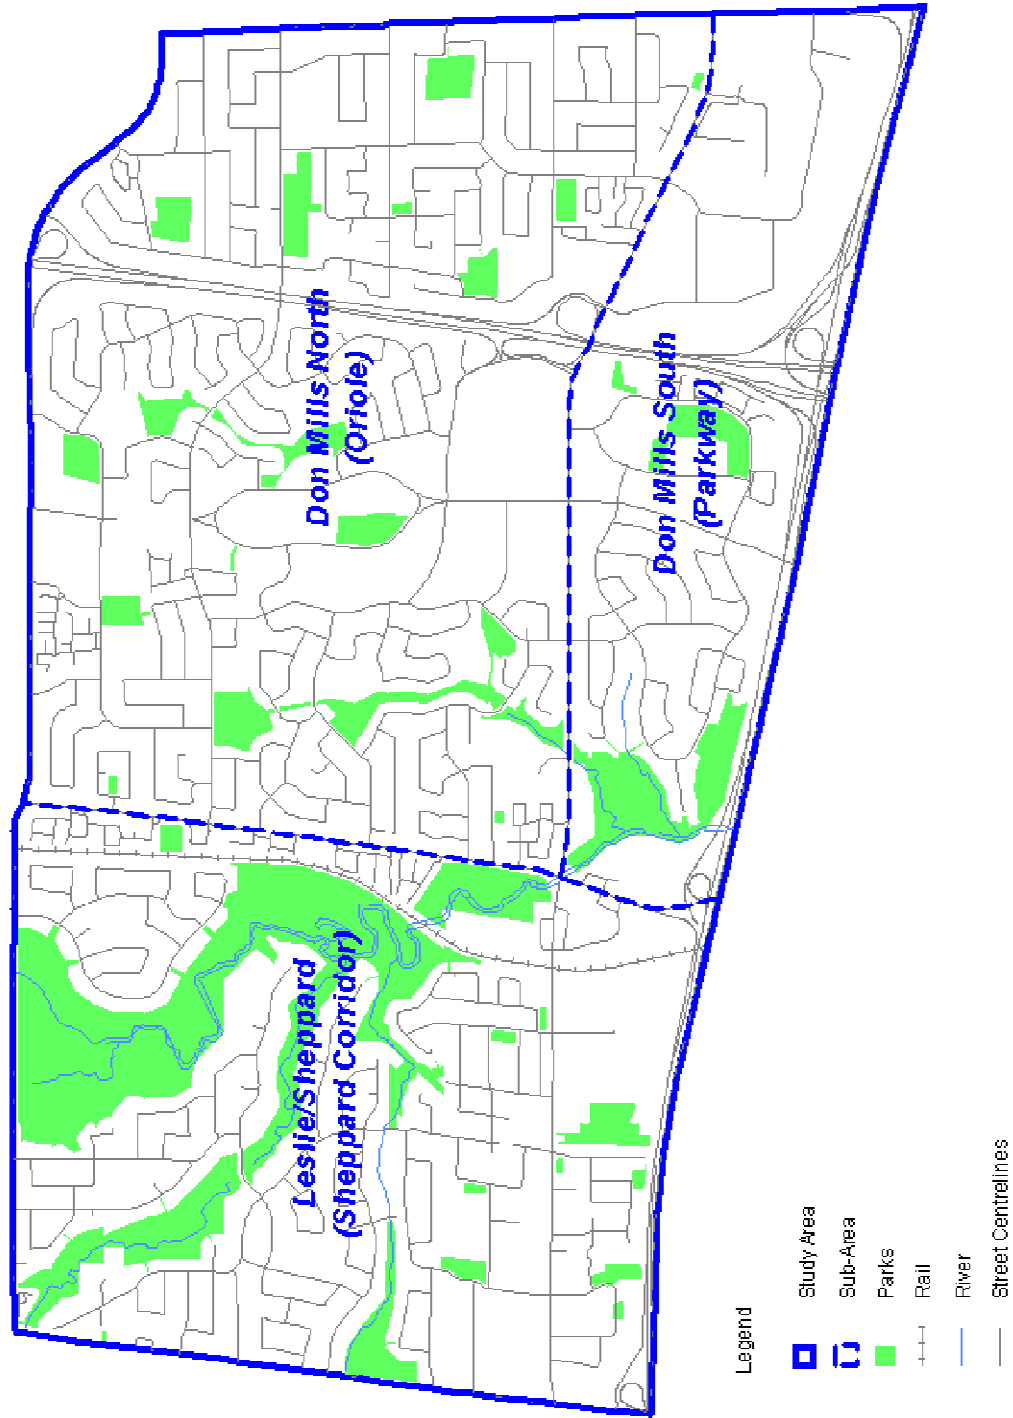 Leslie/Sheppard
(Sheppard Corridor)
Don Mills North
(Oriole)
Don Mills South
(Parkway)
Legend
Study Area
Sub-Area
Parks
Rail
River
Street Centrelines